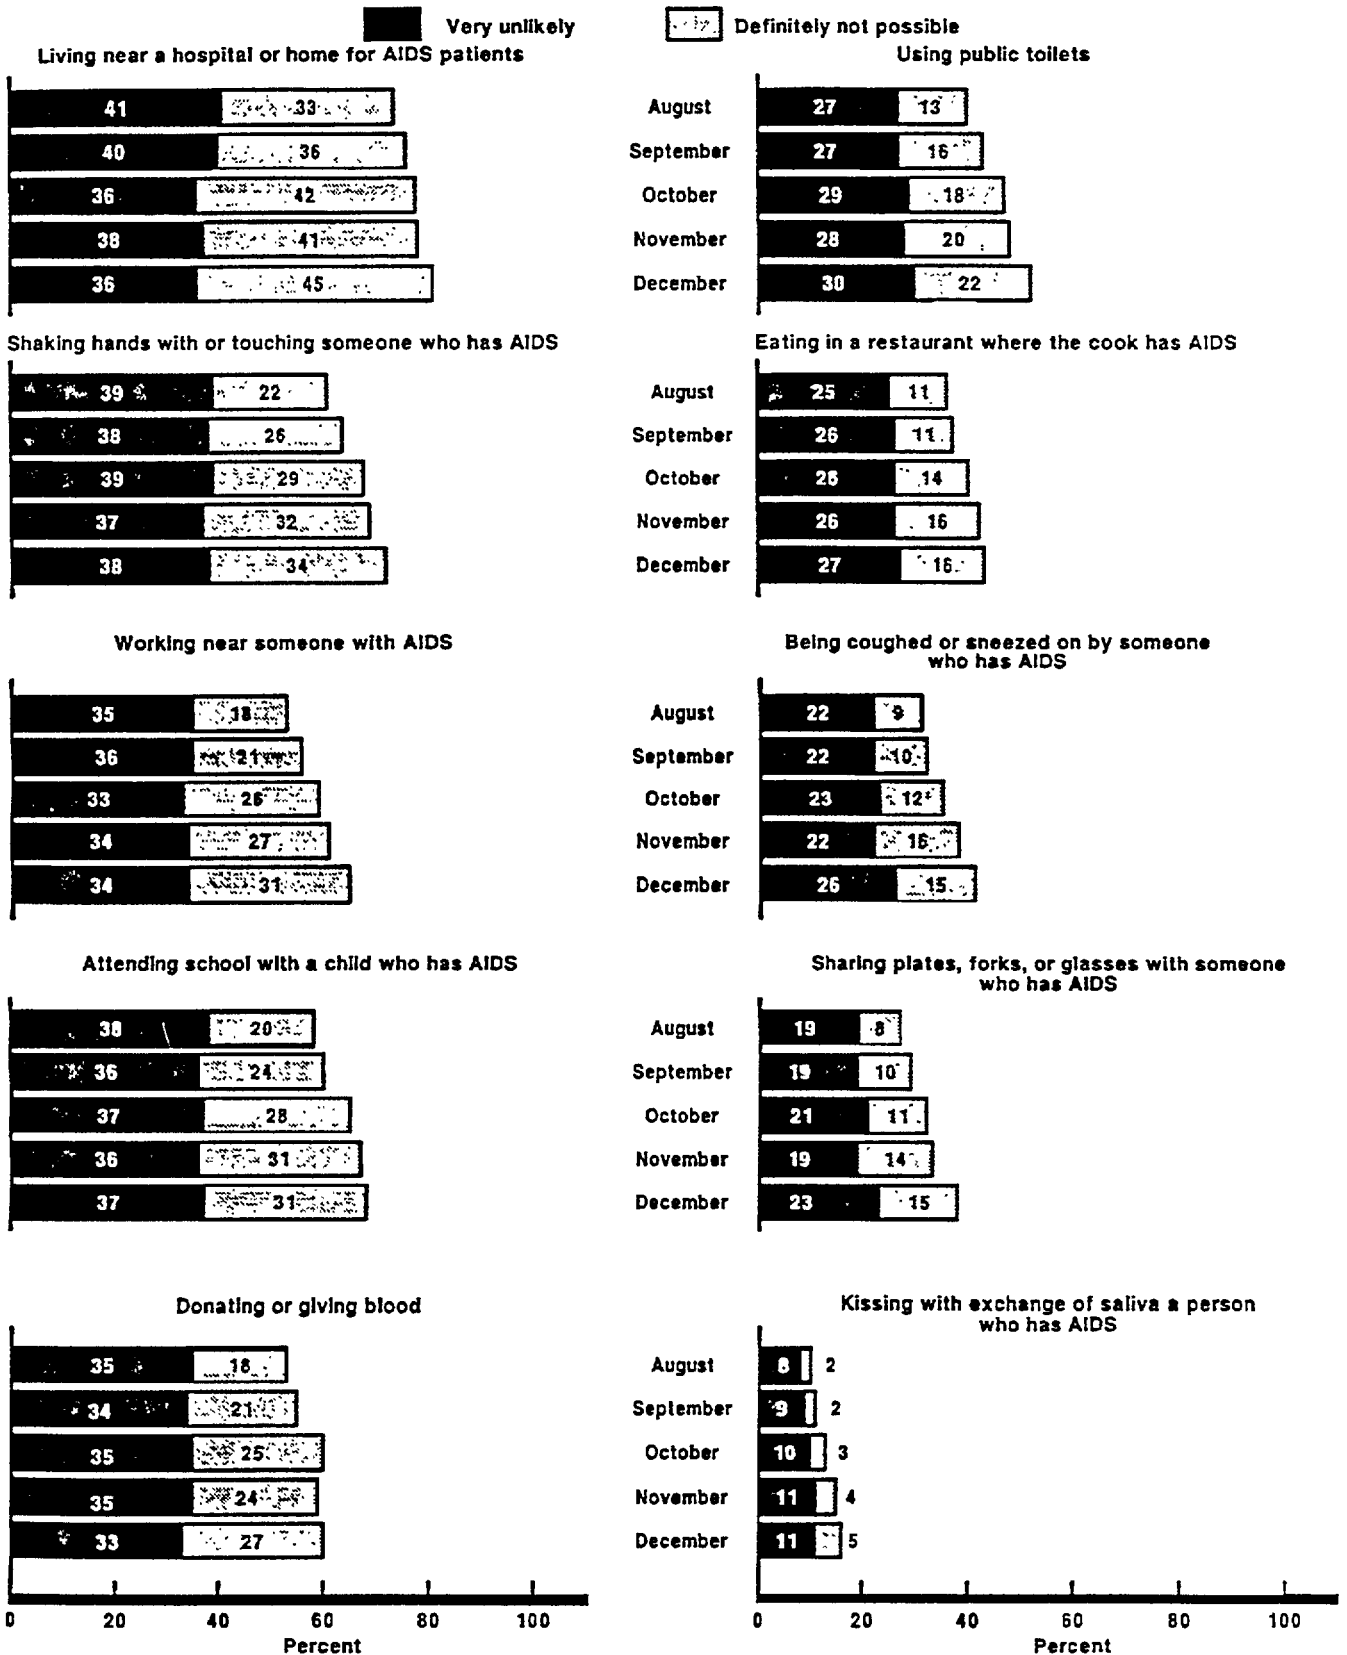 Very unlikely Definitely not possible
Living near a hospital or home for AIDS patients
41 33
40 36
36 42
38 41
36 45
Using public toilets
August 27 13
September 27 16
October 29 18
November 28 20
December 30 22
Shaking hands with or touching someone who has AIDS
39 22
38 26
39 29
37 32
38 34
Eating in a restaurant where the cook has AIDS
August 25 11
September 26 11
October 26 14
November 26 16
December 27 16
Working near someone with AIDS
35 18
36 21
33 26
34 27
34 31
Being coughed or sneezed on by someone
who has AIDS
August 22 9
September 22 10
October 23 12
November 22 16
December 26 15
Attending school with a child who has AIDS
38 20
36 24
37 28
36 31
37 31
Sharing plates, forks, or glasses with someone
who has AIDS
August 19 8
September 19 10
October 21 11
November 19 14
December 23 15
Donating or giving blood
35 18
34 21
35 25
35 24
33 27
Kissing with exchange of saliva a person
who has AIDS
August 8 2
September 9 2
October 10 3
November 11 4
December 11 5
0 20 40 60 80 100
Percent
0 20 40 60 80 100
Percent